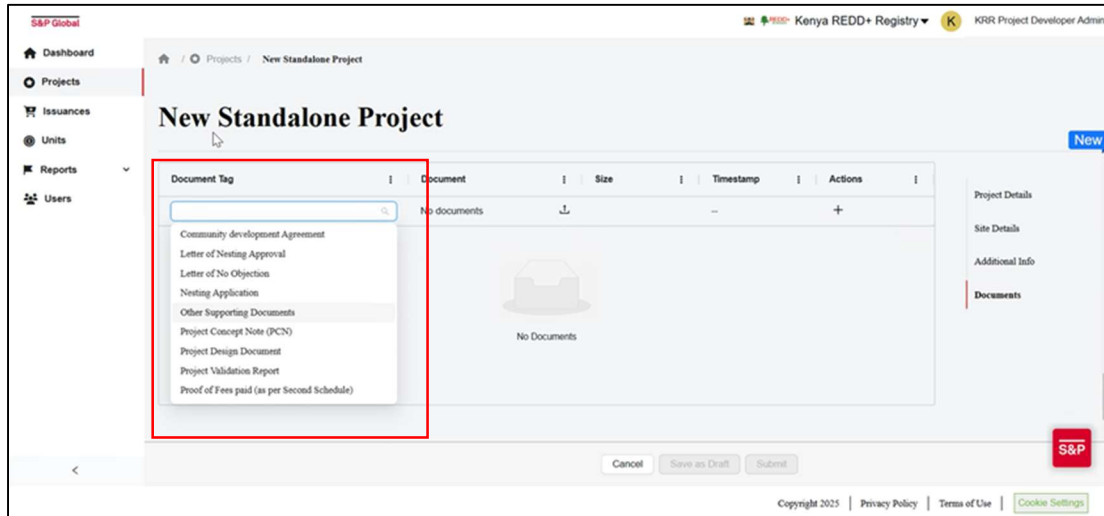 S&P Global
REDD+ Kenya REDD+ Registry
K
KRR Project Developer Admin
Dashboard
Projects
Issuances
Units
Reports
Users
/ Projects / New Standalone Project
New Standalone Project
New
Document Tag
Document
Size
Timestamp
Actions
No documents
–
+
Community development Agreement
Letter of Nesting Approval
Letter of No Objection
Nesting Application
Other Supporting Documents
Project Concept Note (PCN)
Project Design Document
Project Validation Report
Proof of Fees paid (as per Second Schedule)
No Documents
Project Details
Site Details
Additional Info
Documents
S&P
<
Cancel
Save as Draft
Submit
Copyright 2025 | Privacy Policy | Terms of Use | Cookie Settings